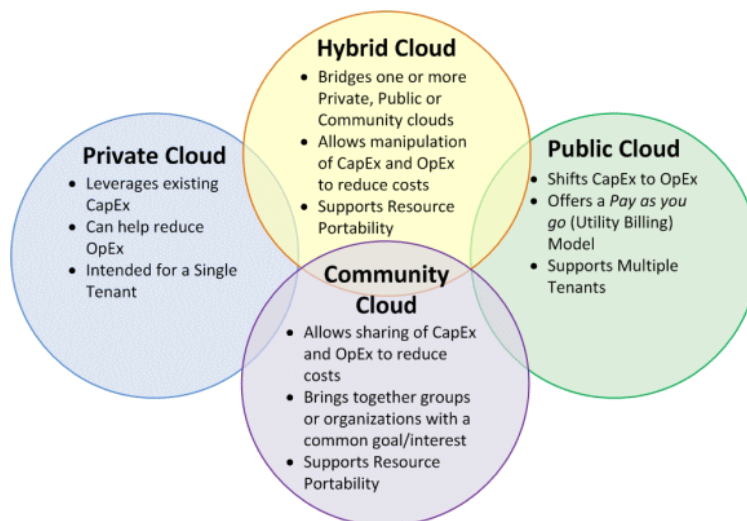 Hybrid Cloud
• Bridges one or more
Private, Public or
Community clouds
• Allows manipulation
of CapEx and OpEx
to reduce costs
• Supports Resource
Portability
Private Cloud
• Leverages existing
CapEx
• Can help reduce
OpEx
• Intended for a Single
Tenant
Public Cloud
• Shifts CapEx to OpEx
• Offers a Pay as you
go (Utility Billing)
Model
• Supports Multiple
Tenants
Community
Cloud
• Allows sharing of CapEx
and OpEx to reduce
costs
• Brings together groups
or organizations with a
common goal/interest
• Supports Resource
Portability